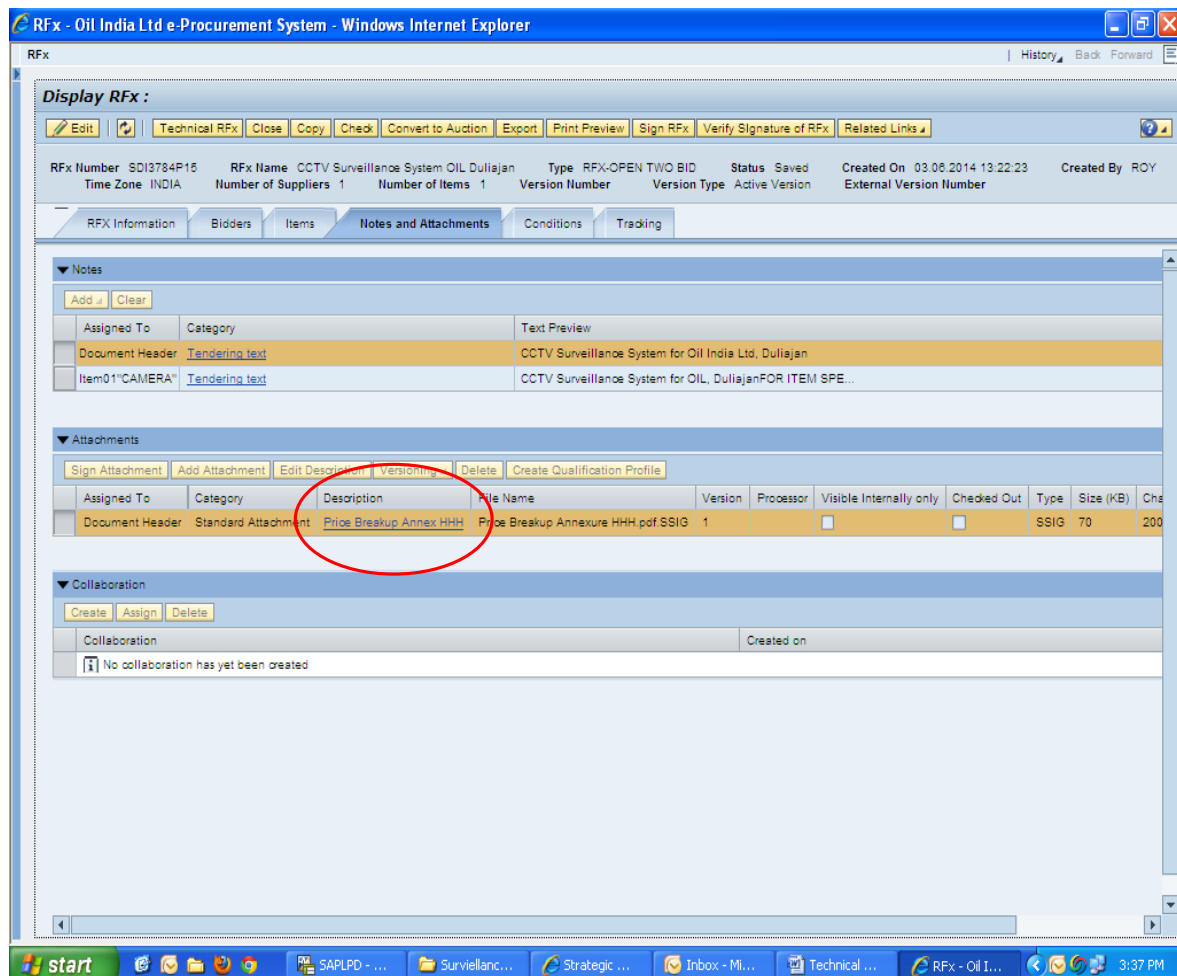 RFx - Oil India Ltd e-Procurement System - Windows Internet Explorer
RFx | History Back Forward
Display RFx :
Edit | | Technical RFx Close Copy Check Convert to Auction Export Print Preview Sign RFx Verify SIgnature of RFx Related Links
RFx Number SDI3784P15 RFx Name CCTV Surveillance System OIL Duliajan Type RFX-OPEN TWO BID Status Saved Created On 03.06.2014 13:22:23 Created By ROY
Time Zone INDIA Number of Suppliers 1 Number of Items 1 Version Number Version Type Active Version External Version Number
RFX Information Bidders Items Notes and Attachments Conditions Tracking
Notes
Add Clear
Assigned To Category Text Preview
Document Header Tendering text CCTV Surveillance System for Oil India Ltd, Duliajan
Item01"CAMERA" Tendering text CCTV Surveillance System for OIL, DuliajanFOR ITEM SPE...
Attachments
Sign Attachment Add Attachment Edit Description Versioning Delete Create Qualification Profile
Assigned To Category Description File Name Version Processor Visible Internally only Checked Out Type Size (KB) Cha
Document Header Standard Attachment Price Breakup Annex HHH Price Breakup Annexure HHH.pdf.SSIG 1 SSIG 70 200
Collaboration
Create Assign Delete
Collaboration Created on
No collaboration has yet been created
start SAPLPD - ... Surviellanc... Strategic ... Inbox - Mi... Technical ... RFx - Oil I... 3:37 PM